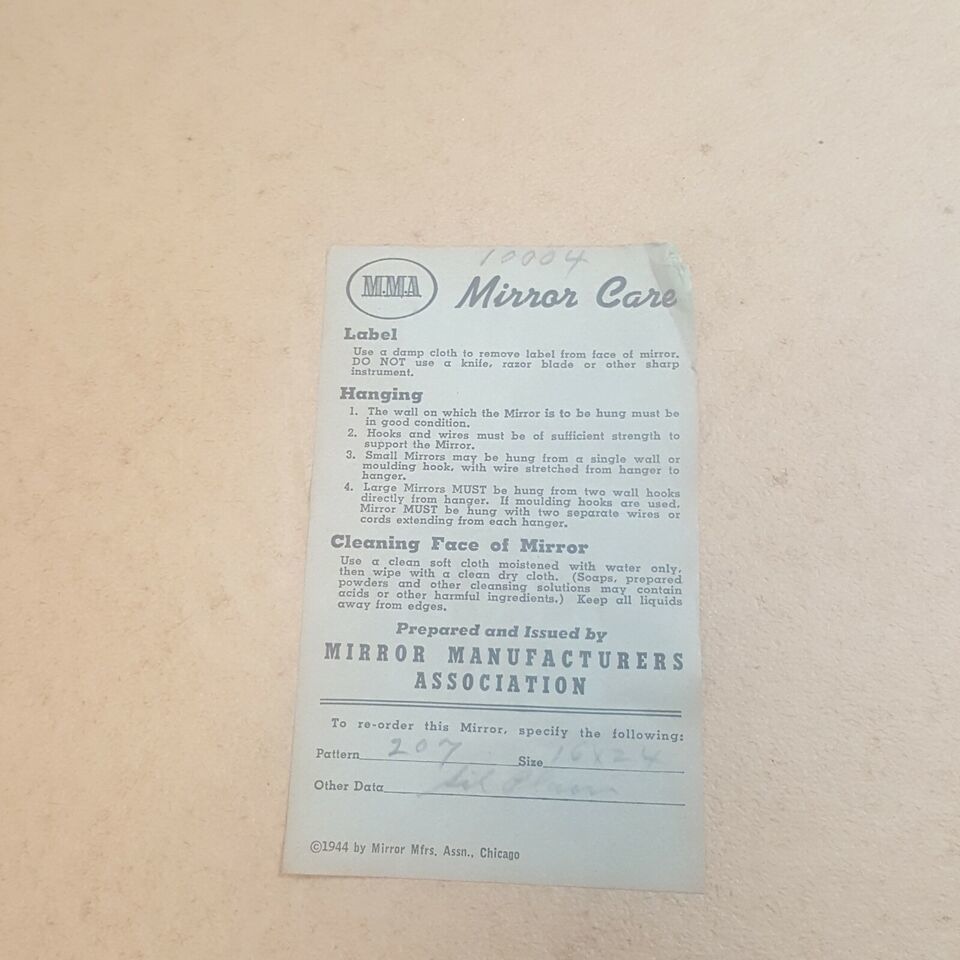 10004
M.M.A Mirror Care
Label
Use a damp cloth to remove label from face of mirror.
DO NOT use a knife, razor blade or other sharp
instrument.
Hanging
1. The wall on which the Mirror is to be hung must be
in good condition.
2. Hooks and wires must be of sufficient strength to
support the Mirror.
3. Small Mirrors may be hung from a single wall or
moulding hook, with wire stretched from hanger to
hanger.
4. Large Mirrors MUST be hung from two wall hooks
directly from hanger. If moulding hooks are used,
Mirror MUST be hung with two separate wires or
cords extending from each hanger.
Cleaning Face of Mirror
Use a clean soft cloth moistened with water only,
then wipe with a clean dry cloth. (Soaps, prepared
powders and other cleansing solutions may contain
acids or other harmful ingredients.) Keep all liquids
away from edges.
Prepared and Issued by
MIRROR MANUFACTURERS
ASSOCIATION
To re-order this Mirror, specify the following:
Pattern 207 Size 16x24
Other Data
©1944 by Mirror Mfrs. Assn., Chicago